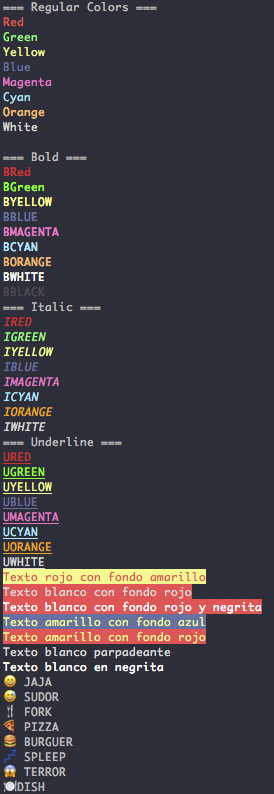 === Regular Colors ===
Red
Green
Yellow
Blue
Magenta
Cyan
Orange
White
=== Bold ===
BRed
BGreen
BYELLOW
BBLUE
BMAGENTA
BCYAN
BQRANGE
BWHITE
BBLACK
=== Italic ===
IRED
IGREEN
IYELLOW
IBLUE
IMAGENTA
ICYAN
IORANGE
IWHITE
=== Underline ===
URED
UGREEN
UYELLOW
UBLUE
UMAGENTA
UCYAN
UORANGE
UWHITE
Texto rojo con fondo amarillo
Texto blanco con fondo rojo
Texto blanco con fondo rojo y negrita
Texto amarillo con fondo azul
Texto amarillo con fondo rojo
Texto blanco parpadeante
Texto blanco en negrita
😄 JAJA
😅 SUDOR
🍴 FORK
🍕 PIZZA
🍔 BURGUER
💤 SPLEEP
😱 TERROR
🍽️DISH